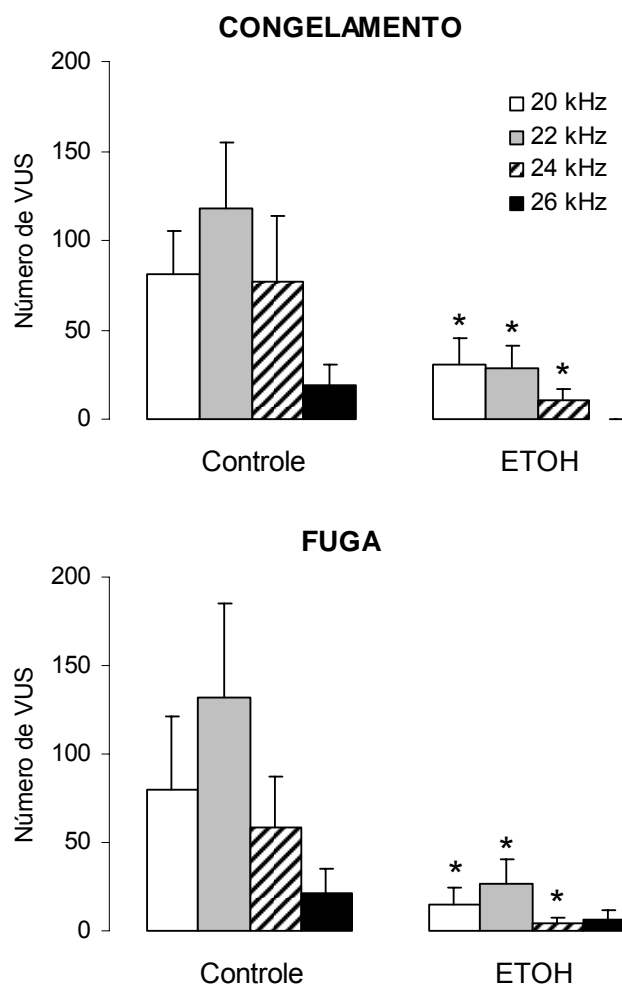 CONGELAMENTO
200
150
100
50
0
Número de VUS
20 kHz
22 kHz
24 kHz
26 kHz
* * *
Controle ETOH
FUGA
200
150
100
50
0
Número de VUS
* * *
Controle ETOH